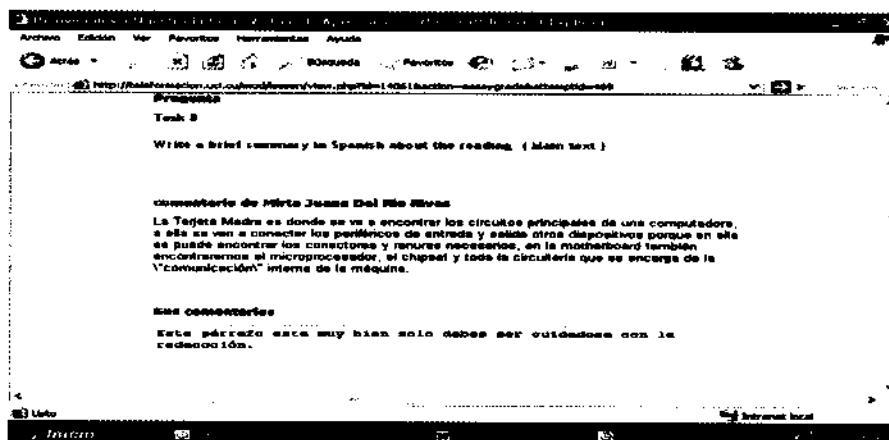 Archivo Edición Ver Favoritos Herramientas Ayuda
Atrás Búsqueda Favoritos
Pregunta
Task 8
Write a brief summary in Spanish about the reading. ( Main text )
comentario de Mirta Juana Del Rio Rivas
La Tarjeta Madre es donde se va a encontrar los circuitos principales de una computadora,
a ella se van a conectar los periféricos de entrada y salida otros dispositivos porque en ella
se puede encontrar los conectores y ranuras necesarios, en la motherboard también
encontraremos el microprocesador, el chipset y toda la circuitería que se encarga de la
\"comunicación\" interna de la máquina.
Sus comentarios
Este párrafo esta muy bien solo debes ser cuidadosa con la
redacción.
Listo Intranet local
Inicio